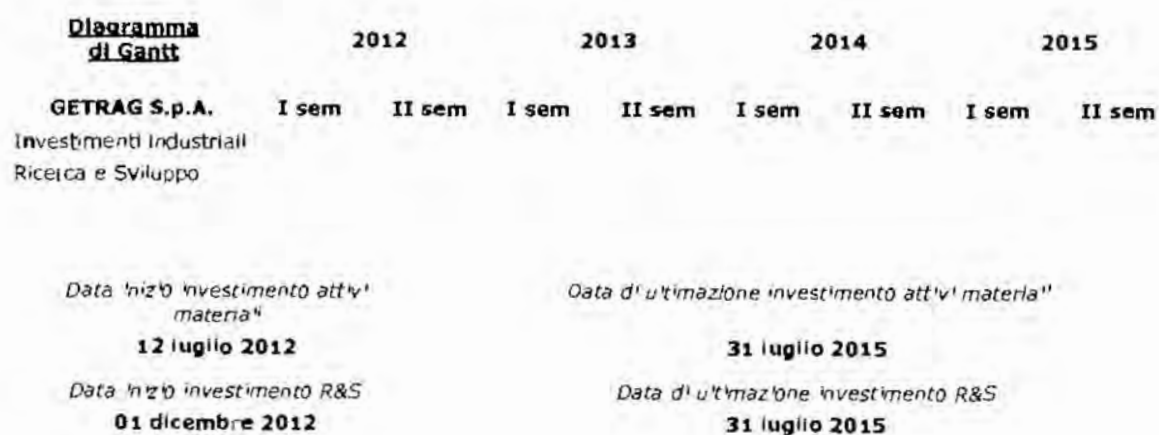 Diagramma
di Gantt
2012 2013 2014 2015
GETRAG S.p.A. I sem II sem I sem II sem I sem II sem I sem II sem
Investimenti Industriali
Ricerca e Sviluppo
Data inizio investimento attivi
materiali
Data di ultimazione investimento attivi materiali
12 luglio 2012
31 luglio 2015
Data inizio investimento R&S
Data di ultimazione investimento R&S
01 dicembre 2012
31 luglio 2015